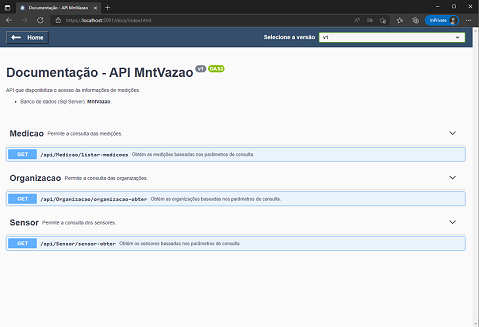 Documentação - API MntVazao
https://localhost:5001/docs/index.html
InPrivate
Home
Selecione a versão
v1
Documentação - API MntVazao v1 OAS3
API que disponibiliza o acesso às informações de medições.
Banco de dados (Sql Server): MntVazao.
Medicao Permite a consulta das medições.
GET /api/Medicao/listar-medicoes Obtém as medições baseadas nos parâmetros de consulta.
Organizacao Permite a consulta das organizações.
GET /api/Organizacao/organizacao-obter Obtém as organizações baseadas nos parâmetros de consulta.
Sensor Permite a consulta dos sensores.
GET /api/Sensor/sensor-obter Obtém os sensores baseadas nos parâmetros de consulta.